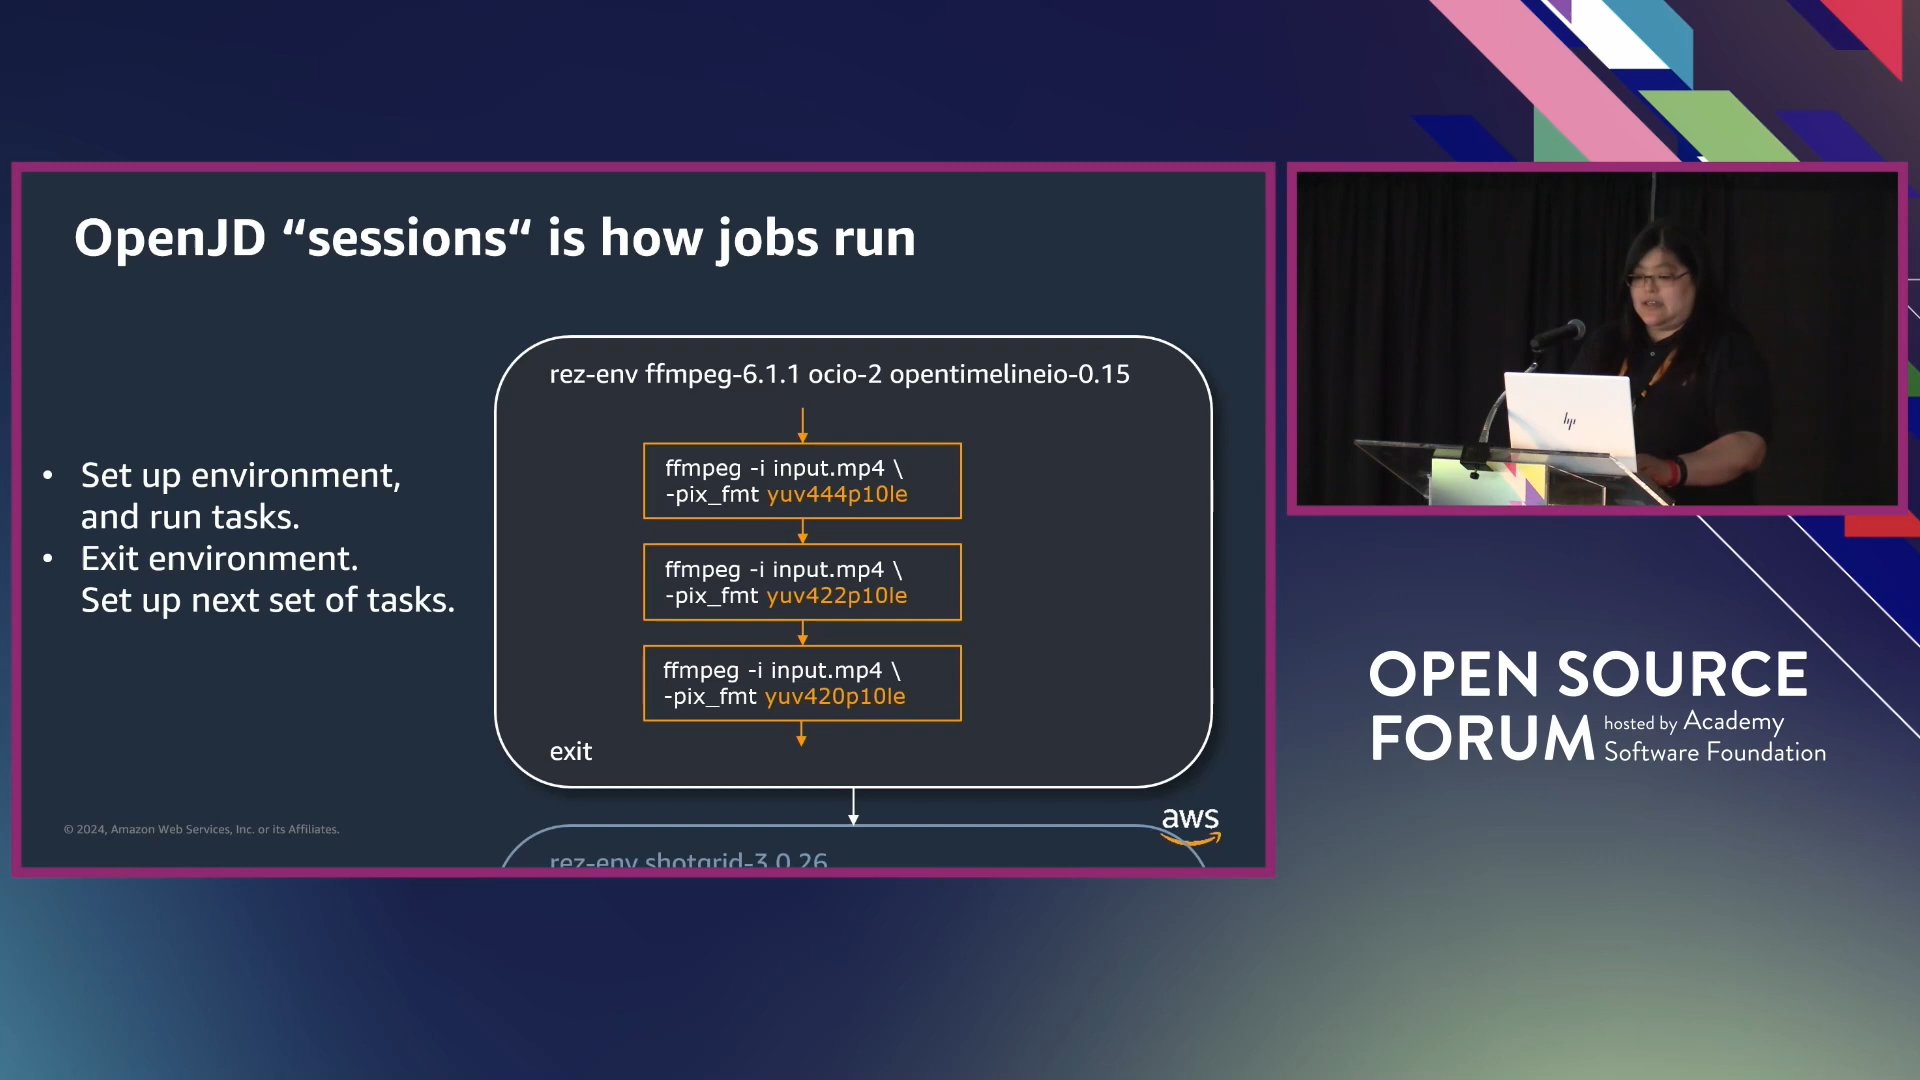 OpenJD “sessions“ is how jobs run
• Set up environment,
and run tasks.
• Exit environment.
Set up next set of tasks.
rez-env ffmpeg-6.1.1 ocio-2 opentimelineio-0.15
ffmpeg -i input.mp4 \
-pix_fmt yuv444p10le
ffmpeg -i input.mp4 \
-pix_fmt yuv422p10le
ffmpeg -i input.mp4 \
-pix_fmt yuv420p10le
exit
rez-env shotgrid-3.0.26
© 2024, Amazon Web Services, Inc. or its Affiliates.
aws
hp
OPEN SOURCE
FORUM hosted by Academy
Software Foundation